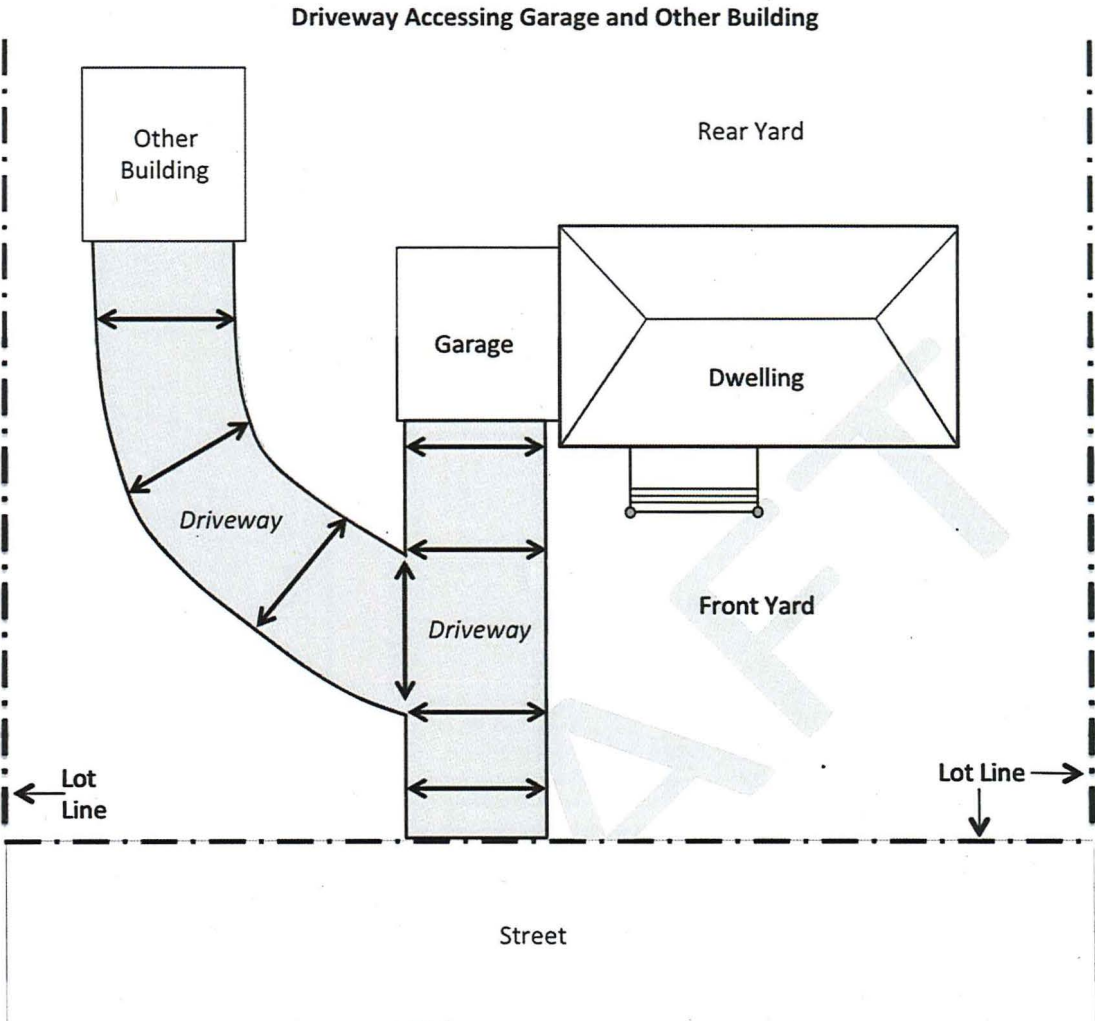 Driveway Accessing Garage and Other Building
Other
Building
Rear Yard
Garage
Dwelling
Driveway
Driveway
Front Yard
Lot
Line
Lot Line
Street